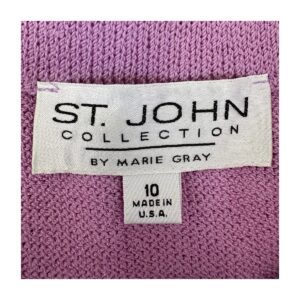 ST. JOHN
COLLECTION
BY MARIE GRAY
10
MADE IN
U.S.A.